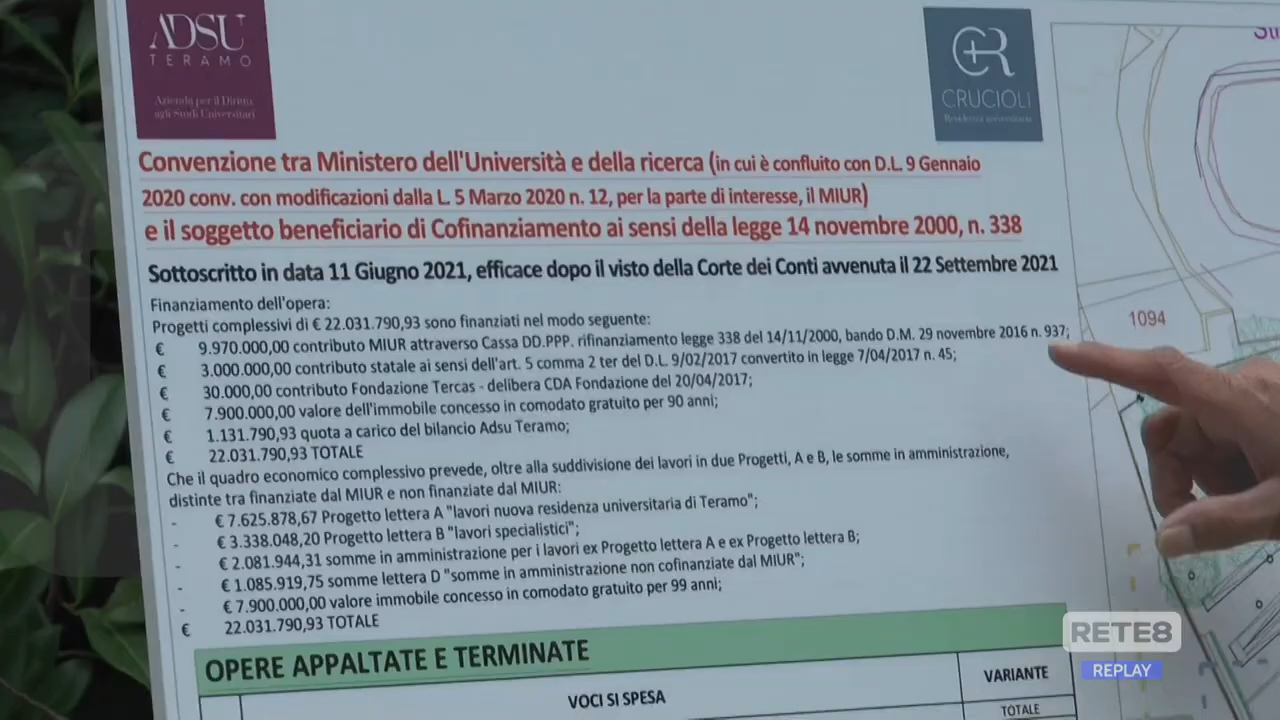 ADSU
TERAMO
Azienda per il Diritto
agli Studi Universitari
CRUCIOLI
Residenza universitaria
Convenzione tra Ministero dell'Università e della ricerca (in cui è confluito con D.L. 9 Gennaio
2020 conv. con modificazioni dalla L. 5 Marzo 2020 n. 12, per la parte di interesse, il MIUR)
e il soggetto beneficiario di Cofinanziamento ai sensi della legge 14 novembre 2000, n. 338
Sottoscritto in data 11 Giugno 2021, efficace dopo il visto della Corte dei Conti avvenuta il 22 Settembre 2021
Finanziamento dell'opera:
Progetti complessivi di € 22.031.790,93 sono finanziati nel modo seguente:
€ 9.970.000,00 contributo MIUR attraverso Cassa DD.PPP. rifinanziamento legge 338 del 14/11/2000, bando D.M. 29 novembre 2016 n. 937;
€ 3.000.000,00 contributo statale ai sensi dell'art. 5 comma 2 ter del D.L. 9/02/2017 convertito in legge 7/04/2017 n. 45;
€ 30.000,00 contributo Fondazione Tercas - delibera CDA Fondazione del 20/04/2017;
€ 7.900.000,00 valore dell'immobile concesso in comodato gratuito per 90 anni;
€ 1.131.790,93 quota a carico del bilancio Adsu Teramo;
€ 22.031.790,93 TOTALE
Che il quadro economico complessivo prevede, oltre alla suddivisione dei lavori in due Progetti, A e B, le somme in amministrazione,
distinte tra finanziate dal MIUR e non finanziate dal MIUR:
- € 7.625.878,67 Progetto lettera A "lavori nuova residenza universitaria di Teramo";
- € 3.338.048,20 Progetto lettera B "lavori specialistici";
- € 2.081.944,31 somme in amministrazione per i lavori ex Progetto lettera A e ex Progetto lettera B;
- € 1.085.919,75 somme lettera D "somme in amministrazione non cofinanziate dal MIUR";
- € 7.900.000,00 valore immobile concesso in comodato gratuito per 99 anni;
€ 22.031.790,93 TOTALE
OPERE APPALTATE E TERMINATE
VOCI SI SPESA
VARIANTE
TOTALE
1094
RETE8
REPLAY